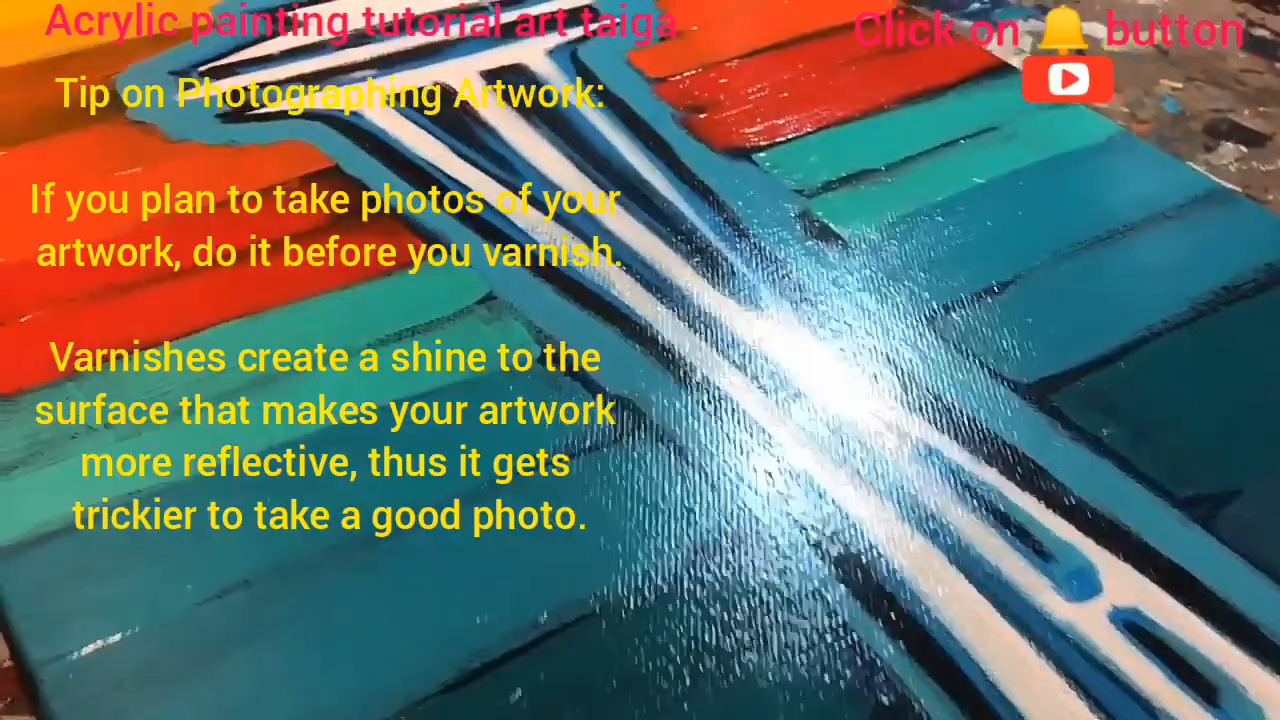 Acrylic painting tutorial art taiga
Click on button
Tip on Photographing Artwork:
If you plan to take photos of your
artwork, do it before you varnish.
Varnishes create a shine to the
surface that makes your artwork
more reflective, thus it gets
trickier to take a good photo.